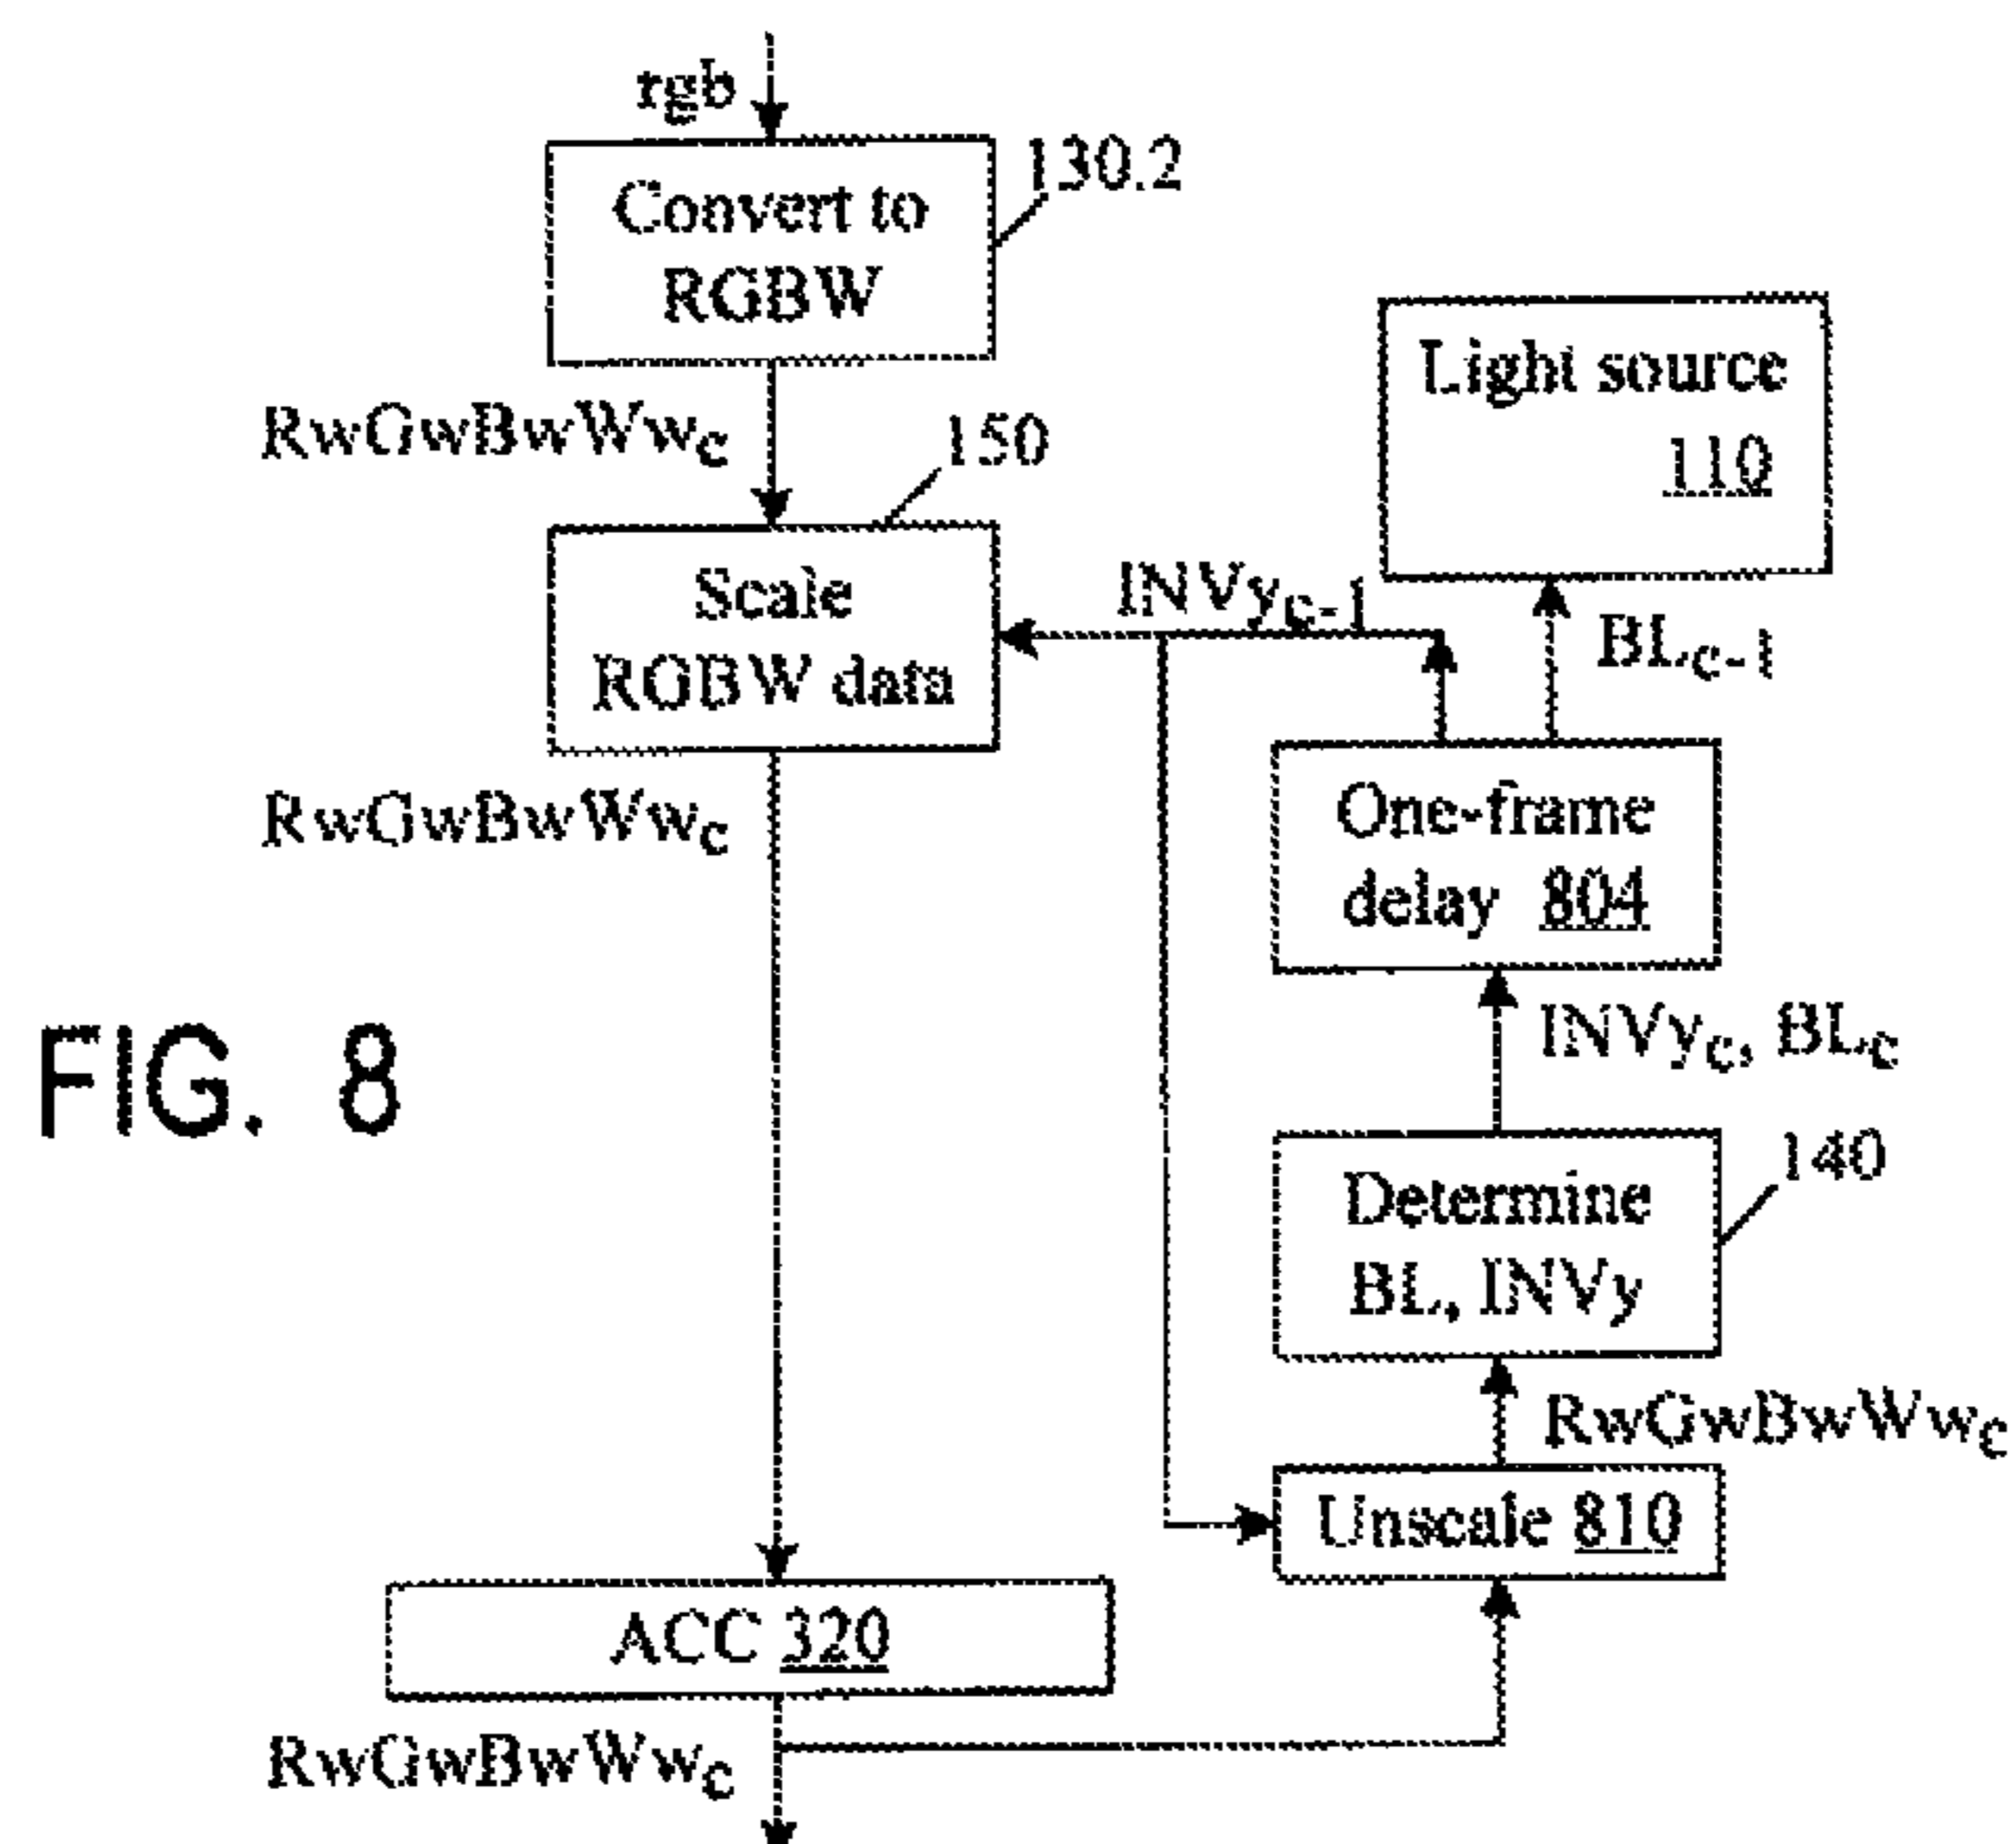 rgb
130.2
Convert to
RGBW
Light source
110
RwGwBwWwc
150
Scale
RGBW data
INVyc-1
BLc-1
RwGwBwWwc
One-frame
delay 804
INVyc, BLc
FIG. 8
140
Determine
BL, INVy
RwGwBwWwc
Unscale 810
ACC 320
RwGwBwWwc